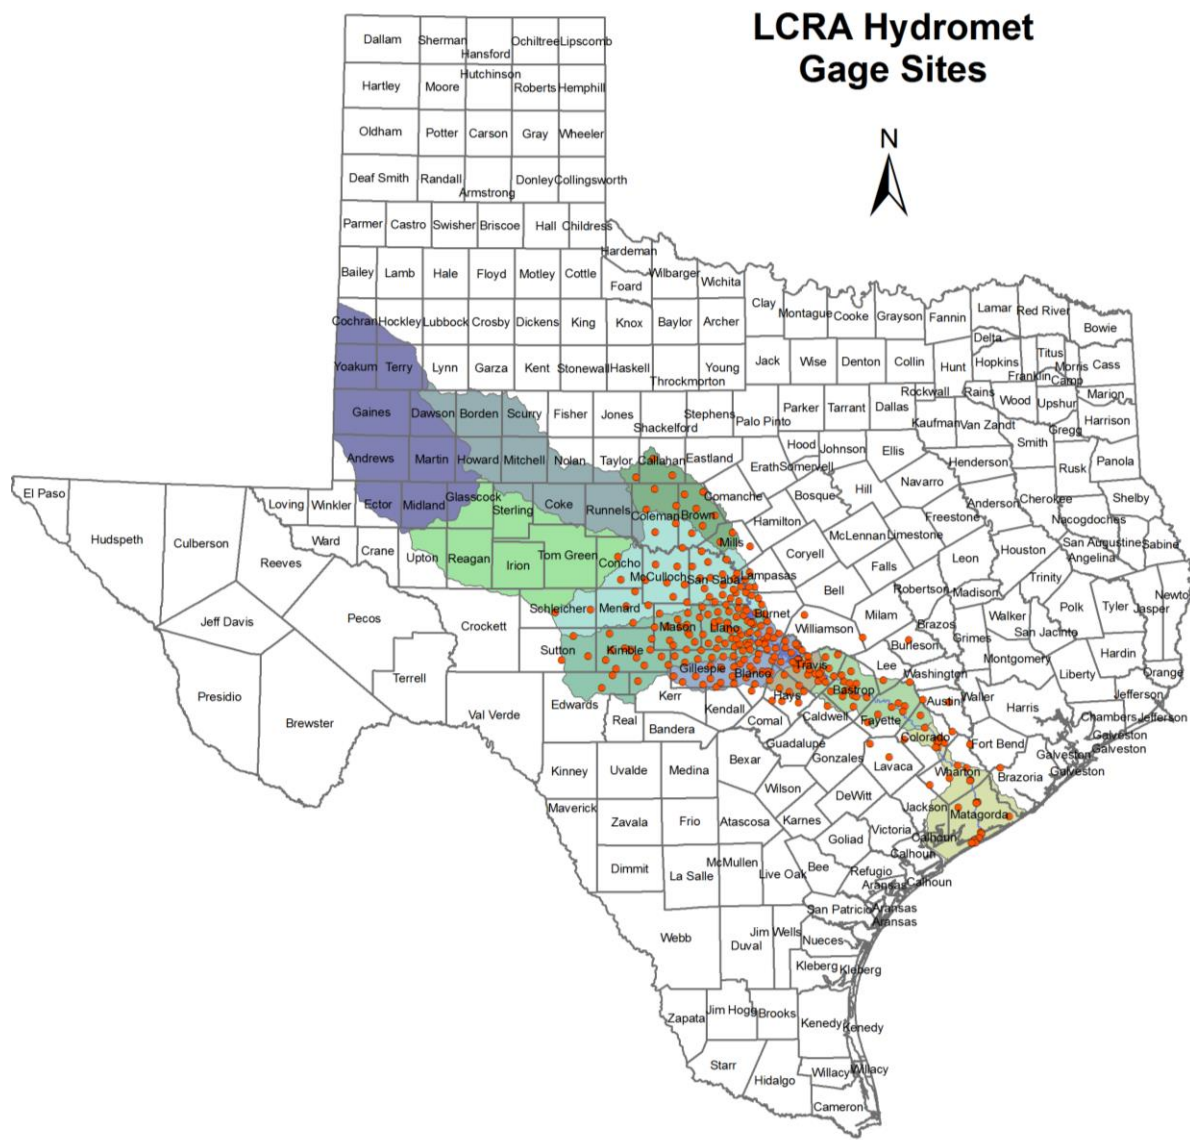 LCRA Hydromet
Gage Sites
N
Dallam Sherman Hansford Ochiltree Lipscomb
Hartley Moore Hutchinson Roberts Hemphill
Oldham Potter Carson Gray Wheeler
Deaf Smith Randall Armstrong Donley Collingsworth
Parmer Castro Swisher Briscoe Hall Childress
Hardeman
Bailey Lamb Hale Floyd Motley Cottle Foard Wilbarger Wichita
Cochran Hockley Lubbock Crosby Dickens King Knox Baylor Archer Clay Montague Cooke Grayson Fannin Lamar Red River Bowie
Delta
Yoakum Terry Lynn Garza Kent Stonewall Haskell Throckmorton Young Jack Wise Denton Collin Hunt Hopkins Franklin Titus Morris Camp Cass
Rockwall Rains Wood Upshur Marion
Gaines Dawson Borden Scurry Fisher Jones Shackelford Stephens Palo Pinto Parker Tarrant Dallas Kaufman Van Zandt Gregg Harrison
Andrews Martin Howard Mitchell Nolan Taylor Callahan Eastland Erath Hood Somervell Johnson Ellis Henderson Smith Rusk Panola
El Paso Loving Winkler Ector Midland Glasscock Sterling Coke Runnels Coleman Brown Comanche Bosque Hill Navarro Anderson Cherokee Nacogdoches Shelby
Hudspeth Culberson Reeves Ward Crane Upton Reagan Irion Tom Green Concho McCulloch San Saba Mills Hamilton Lampasas Coryell McLennan Limestone Freestone Leon Houston Angelina San Augustine Sabine
Jeff Davis Pecos Crockett Schleicher Menard Mason Llano Burnet Bell Falls Milam Robertson Brazos Madison Grimes Walker Trinity San Jacinto Polk Tyler Jasper Newto
Presidio Brewster Terrell Val Verde Sutton Kimble Gillespie Blanco Travis Williamson Lee Burleson Washington Montgomery Liberty Hardin Orange
Edwards Real Kerr Bandera Kendall Comal Hays Caldwell Bastrop Fayette Austin Waller Harris Chambers Jefferson Jefferson
Kinney Uvalde Medina Bexar Guadalupe Gonzales Lavaca Colorado Wharton Fort Bend Brazoria Galveston Galveston Galveston Galveston
Maverick Zavala Frio Atascosa Wilson Karnes DeWitt Victoria Jackson Matagorda Calhoun
Dimmit La Salle McMullen Live Oak Bee Goliad Refugio Calhoun Calhoun
Aransas Aransas Aransas
San Patricio
Webb Duval Jim Wells Nueces Kleberg Kleberg
Zapata Jim Hogg Brooks Kenedy Kenedy
Starr Hidalgo Willacy Willacy
Cameron